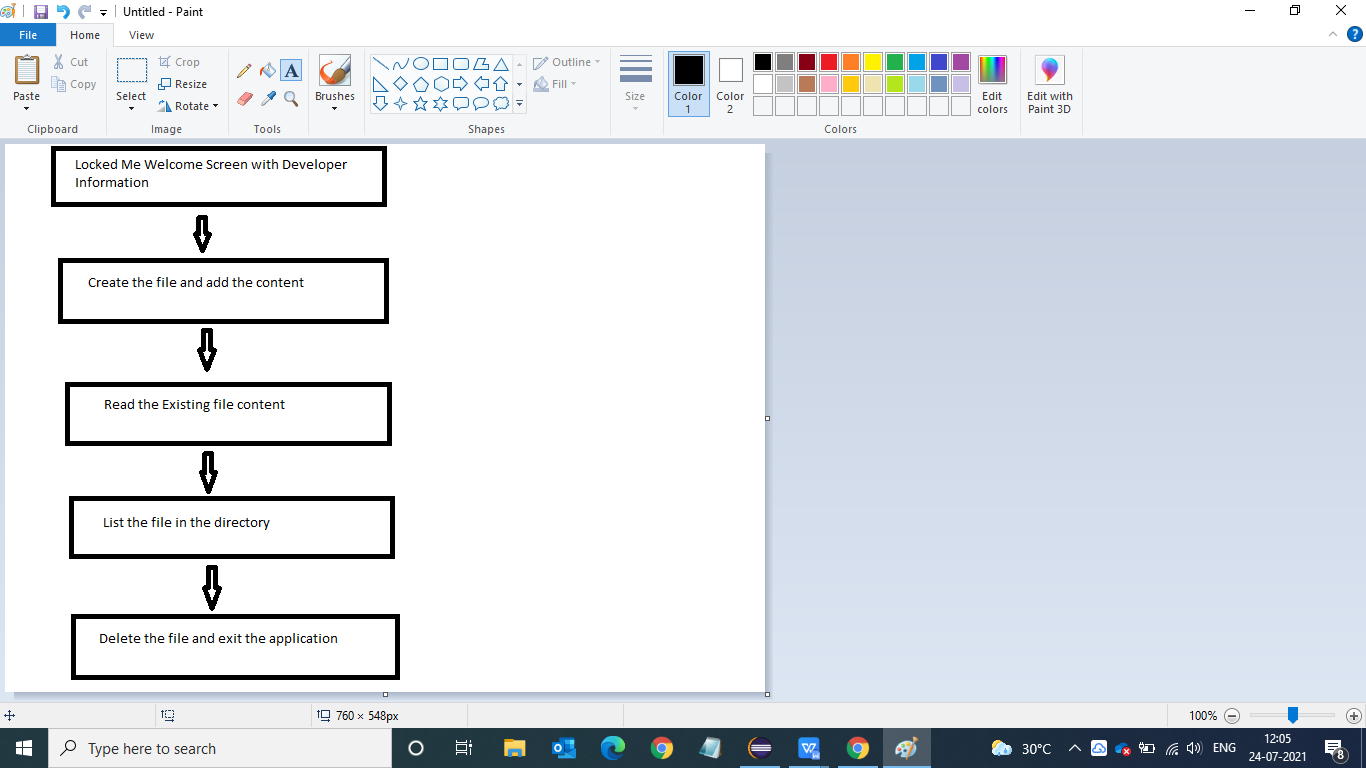 Untitled - Paint
File Home View
Paste
Cut
Copy
Clipboard
Select
Crop
Resize
Rotate
Image
A
Tools
Brushes
Shapes
Outline
Fill
Size
Color
1
Color
2
Colors
Edit
colors
Edit with
Paint 3D
Locked Me Welcome Screen with Developer
Information
Create the file and add the content
Read the Existing file content
List the file in the directory
Delete the file and exit the application
760 × 548px
100%
Type here to search
30°C
ENG
12:05
24-07-2021
8